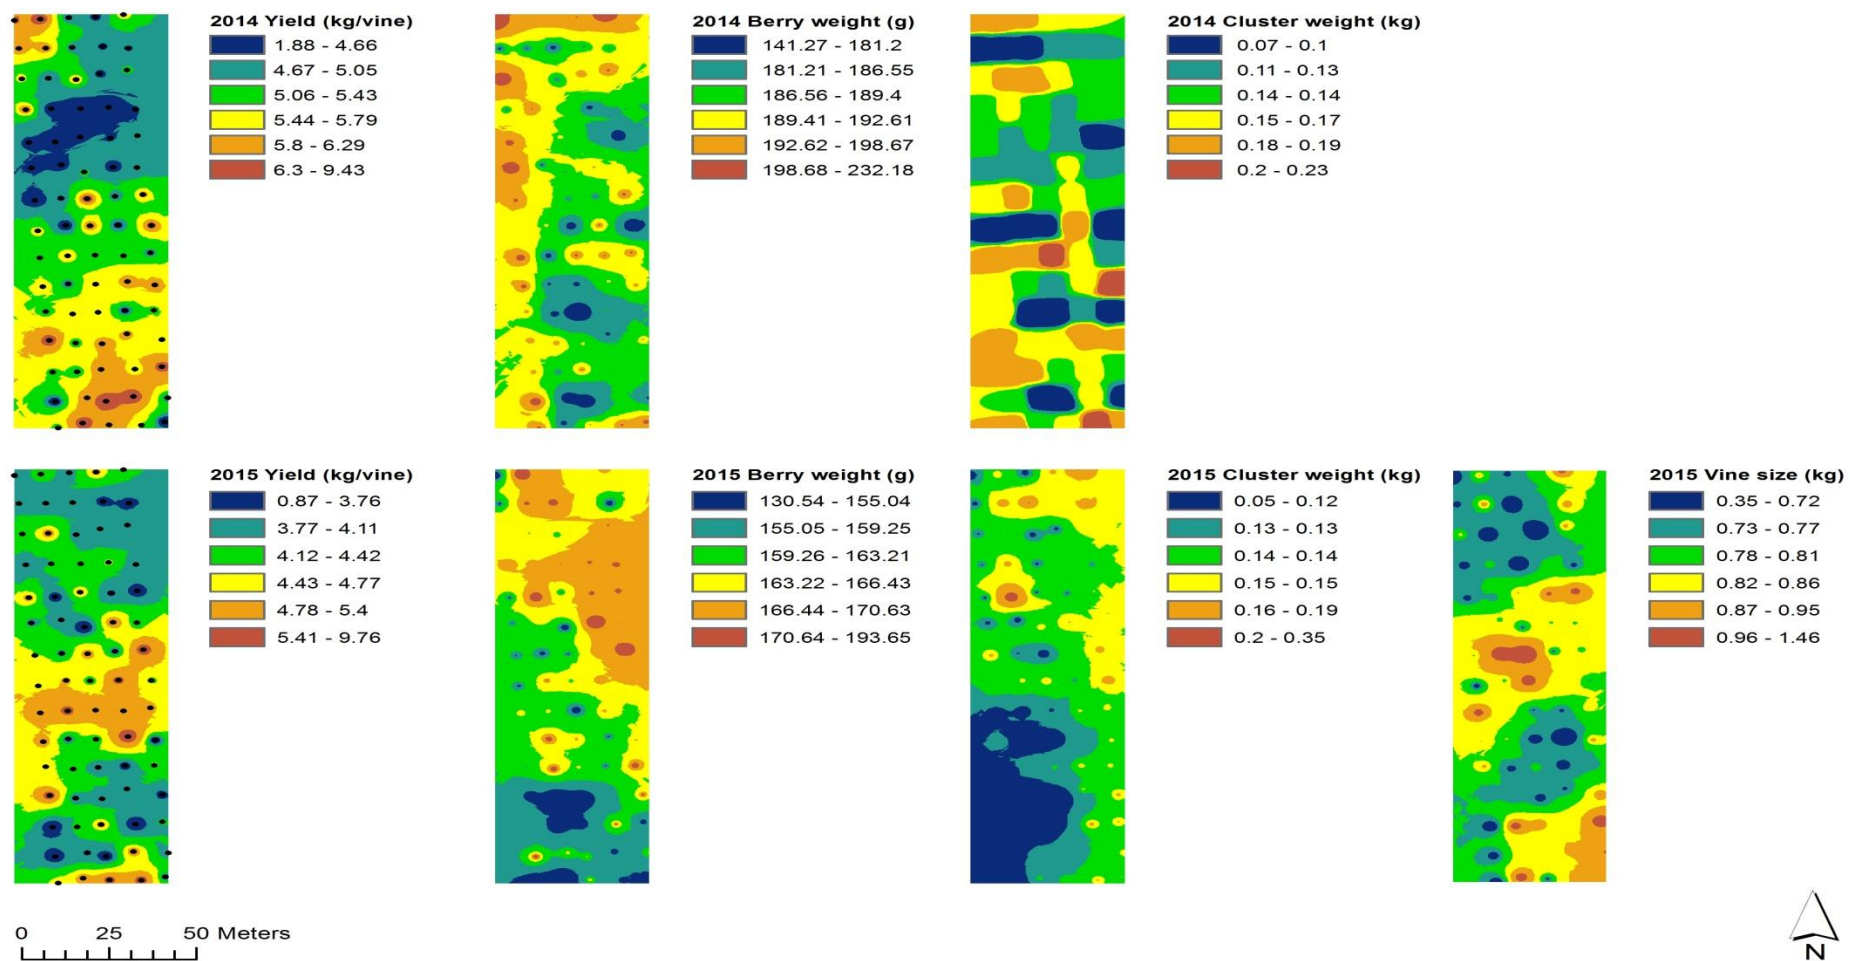 2014 Yield (kg/vine)
1.88 - 4.66
4.67 - 5.05
5.06 - 5.43
5.44 - 5.79
5.8 - 6.29
6.3 - 9.43
2014 Berry weight (g)
141.27 - 181.2
181.21 - 186.55
186.56 - 189.4
189.41 - 192.61
192.62 - 198.67
198.68 - 232.18
2014 Cluster weight (kg)
0.07 - 0.1
0.11 - 0.13
0.14 - 0.14
0.15 - 0.17
0.18 - 0.19
0.2 - 0.23
2015 Yield (kg/vine)
0.87 - 3.76
3.77 - 4.11
4.12 - 4.42
4.43 - 4.77
4.78 - 5.4
5.41 - 9.76
2015 Berry weight (g)
130.54 - 155.04
155.05 - 159.25
159.26 - 163.21
163.22 - 166.43
166.44 - 170.63
170.64 - 193.65
2015 Cluster weight (kg)
0.05 - 0.12
0.13 - 0.13
0.14 - 0.14
0.15 - 0.15
0.16 - 0.19
0.2 - 0.35
2015 Vine size (kg)
0.35 - 0.72
0.73 - 0.77
0.78 - 0.81
0.82 - 0.86
0.87 - 0.95
0.96 - 1.46
0 25 50 Meters
N